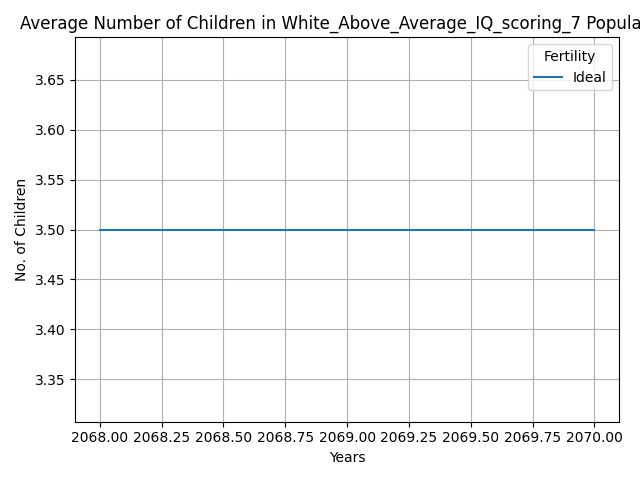 Average Number of Children in White_Above_Average_IQ_scoring_7 Popula
Fertility
Ideal
3.65
3.60
3.55
3.50
3.45
3.40
3.35
No. of Children
2068.00 2068.25 2068.50 2068.75 2069.00 2069.25 2069.50 2069.75 2070.00
Years